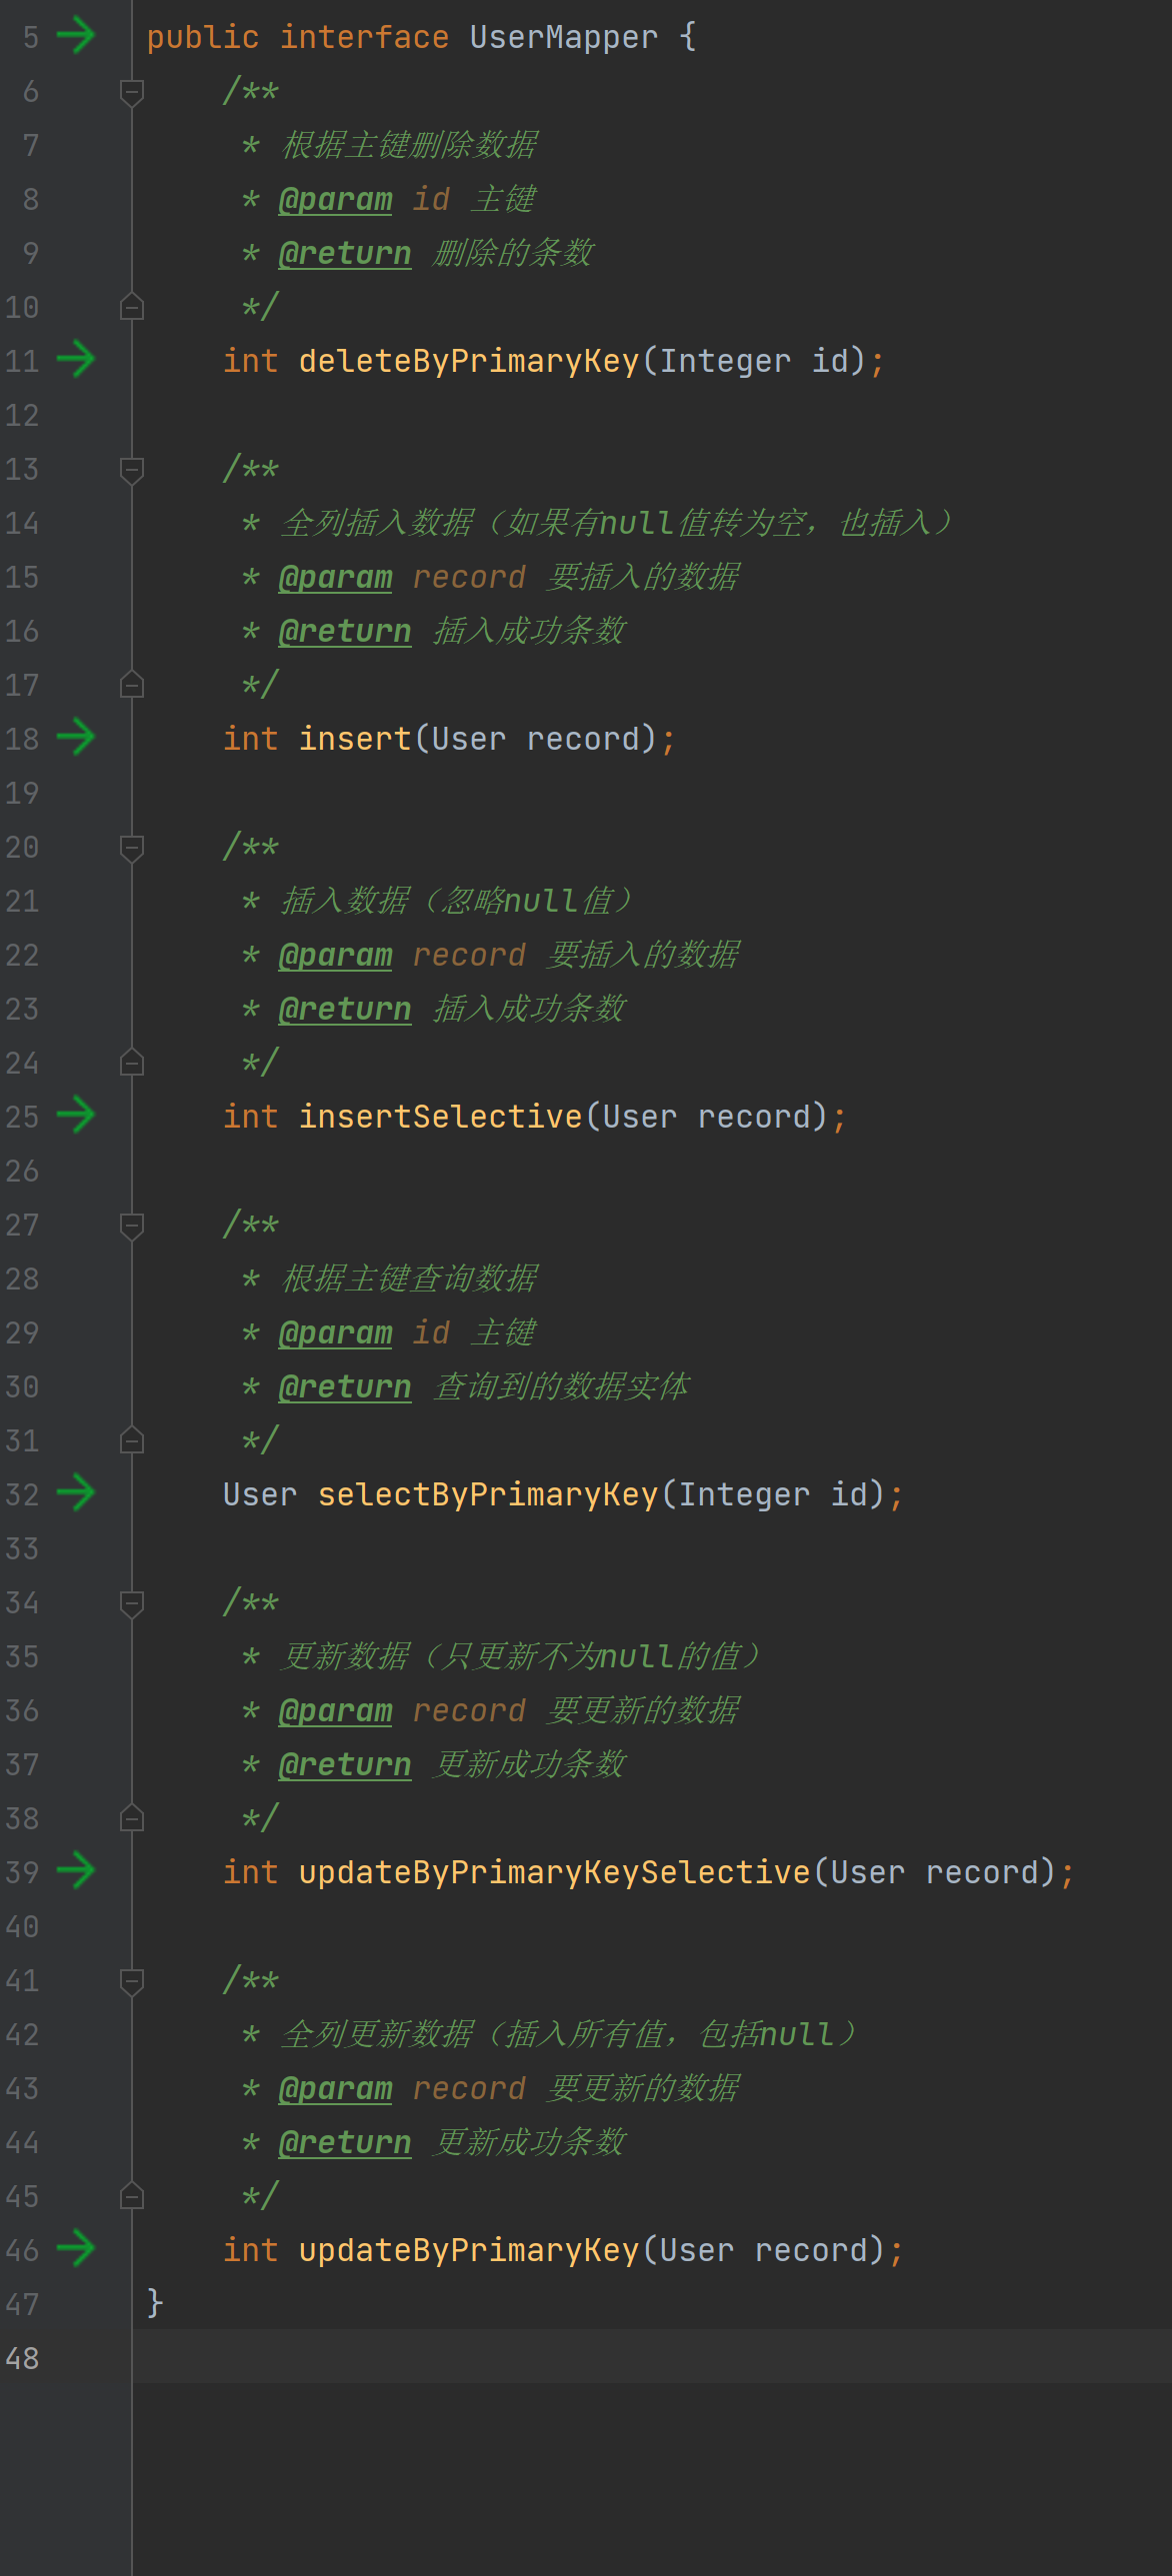 5 public interface UserMapper {
6 /**
7 * 根据主键删除数据
8 * @param id 主键
9 * @return 删除的条数
10 */
11 int deleteByPrimaryKey(Integer id);
12
13 /**
14 * 全列插入数据（如果有null值转为空，也插入）
15 * @param record 要插入的数据
16 * @return 插入成功条数
17 */
18 int insert(User record);
19
20 /**
21 * 插入数据（忽略null值）
22 * @param record 要插入的数据
23 * @return 插入成功条数
24 */
25 int insertSelective(User record);
26
27 /**
28 * 根据主键查询数据
29 * @param id 主键
30 * @return 查询到的数据实体
31 */
32 User selectByPrimaryKey(Integer id);
33
34 /**
35 * 更新数据（只更新不为null的值）
36 * @param record 要更新的数据
37 * @return 更新成功条数
38 */
39 int updateByPrimaryKeySelective(User record);
40
41 /**
42 * 全列更新数据（插入所有值，包括null）
43 * @param record 要更新的数据
44 * @return 更新成功条数
45 */
46 int updateByPrimaryKey(User record);
47 }
48